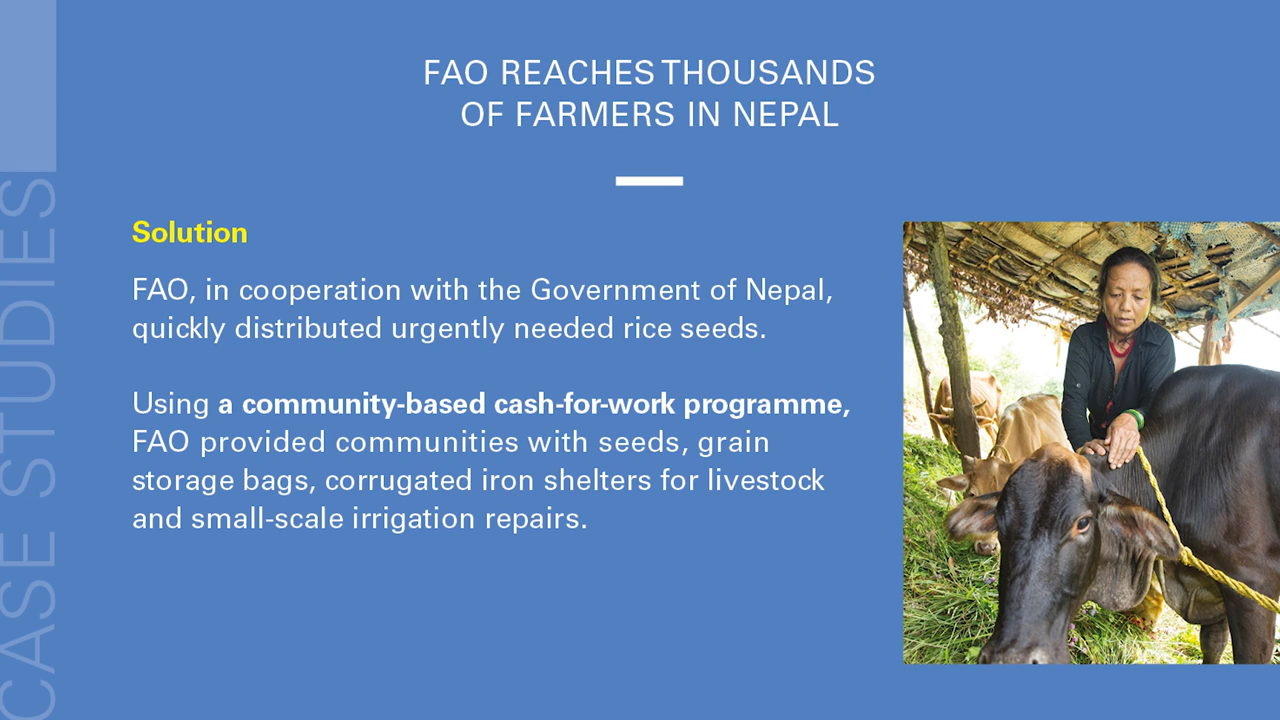 FAO REACHES THOUSANDS
OF FARMERS IN NEPAL
Solution
FAO, in cooperation with the Government of Nepal,
quickly distributed urgently needed rice seeds.
Using a community-based cash-for-work programme,
FAO provided communities with seeds, grain
storage bags, corrugated iron shelters for livestock
and small-scale irrigation repairs.
CASE STUDIES